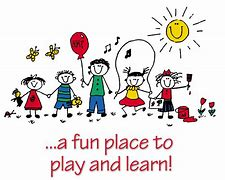 ...a fun place to
play and learn!